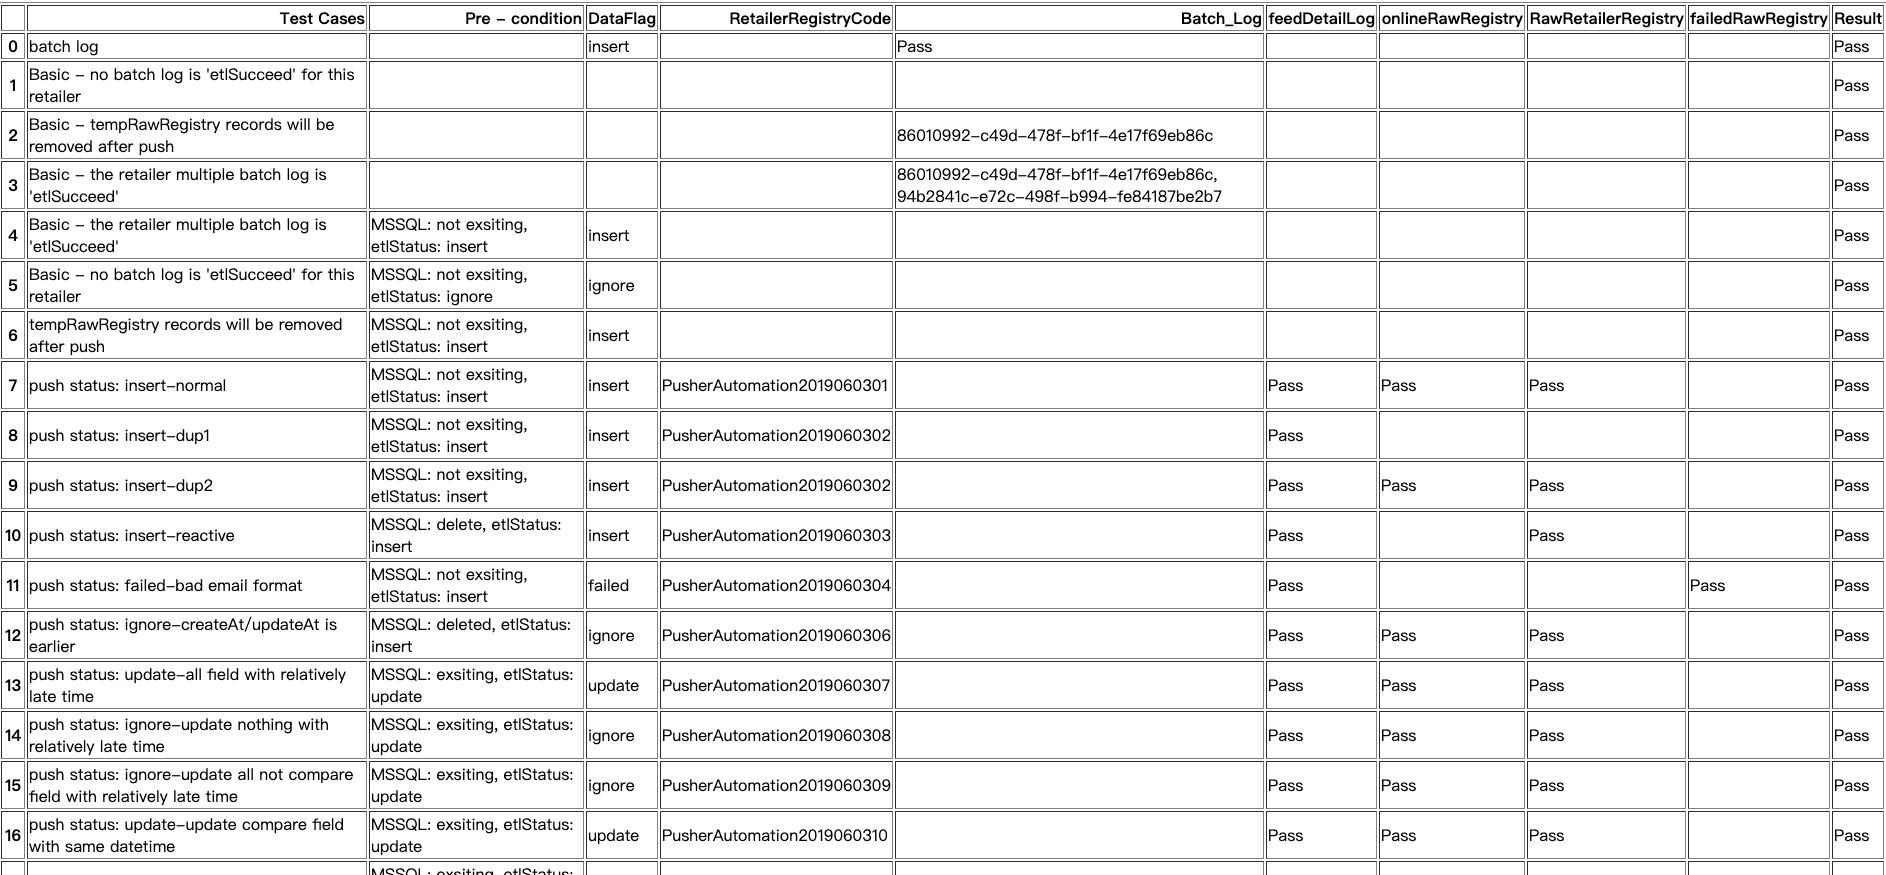 Test Cases Pre – condition DataFlag RetailerRegistryCode Batch_Log feedDetailLog onlineRawRegistry RawRetailerRegistry failedRawRegistry Result
0 batch log insert Pass Pass
1 Basic – no batch log is 'etlSucceed' for this
retailer Pass
2 Basic – tempRawRegistry records will be
removed after push 86010992–c49d–478f–bf1f–4e17f69eb86c Pass
3 Basic – the retailer multiple batch log is
'etlSucceed' 86010992–c49d–478f–bf1f–4e17f69eb86c,
94b2841c–e72c–498f–b994–fe84187be2b7 Pass
4 Basic – the retailer multiple batch log is
'etlSucceed' MSSQL: not exsiting,
etlStatus: insert insert Pass
5 Basic – no batch log is 'etlSucceed' for this
retailer MSSQL: not exsiting,
etlStatus: ignore ignore Pass
6 tempRawRegistry records will be removed
after push MSSQL: not exsiting,
etlStatus: insert insert Pass
7 push status: insert–normal MSSQL: not exsiting,
etlStatus: insert insert PusherAutomation2019060301 Pass Pass Pass Pass
8 push status: insert–dup1 MSSQL: not exsiting,
etlStatus: insert insert PusherAutomation2019060302 Pass Pass
9 push status: insert–dup2 MSSQL: not exsiting,
etlStatus: insert insert PusherAutomation2019060302 Pass Pass Pass Pass
10 push status: insert–reactive MSSQL: delete, etlStatus:
insert insert PusherAutomation2019060303 Pass Pass Pass
11 push status: failed–bad email format MSSQL: not exsiting,
etlStatus: insert failed PusherAutomation2019060304 Pass Pass Pass
12 push status: ignore–createAt/updateAt is
earlier MSSQL: deleted, etlStatus:
insert ignore PusherAutomation2019060306 Pass Pass Pass Pass
13 push status: update–all field with relatively
late time MSSQL: exsiting, etlStatus:
update update PusherAutomation2019060307 Pass Pass Pass Pass
14 push status: ignore–update nothing with
relatively late time MSSQL: exsiting, etlStatus:
update ignore PusherAutomation2019060308 Pass Pass Pass Pass
15 push status: ignore–update all not compare
field with relatively late time MSSQL: exsiting, etlStatus:
update ignore PusherAutomation2019060309 Pass Pass Pass Pass
16 push status: update–update compare field
with same datetime MSSQL: exsiting, etlStatus:
update update PusherAutomation2019060310 Pass Pass Pass Pass
MSSQL: exsiting, etlStatus: